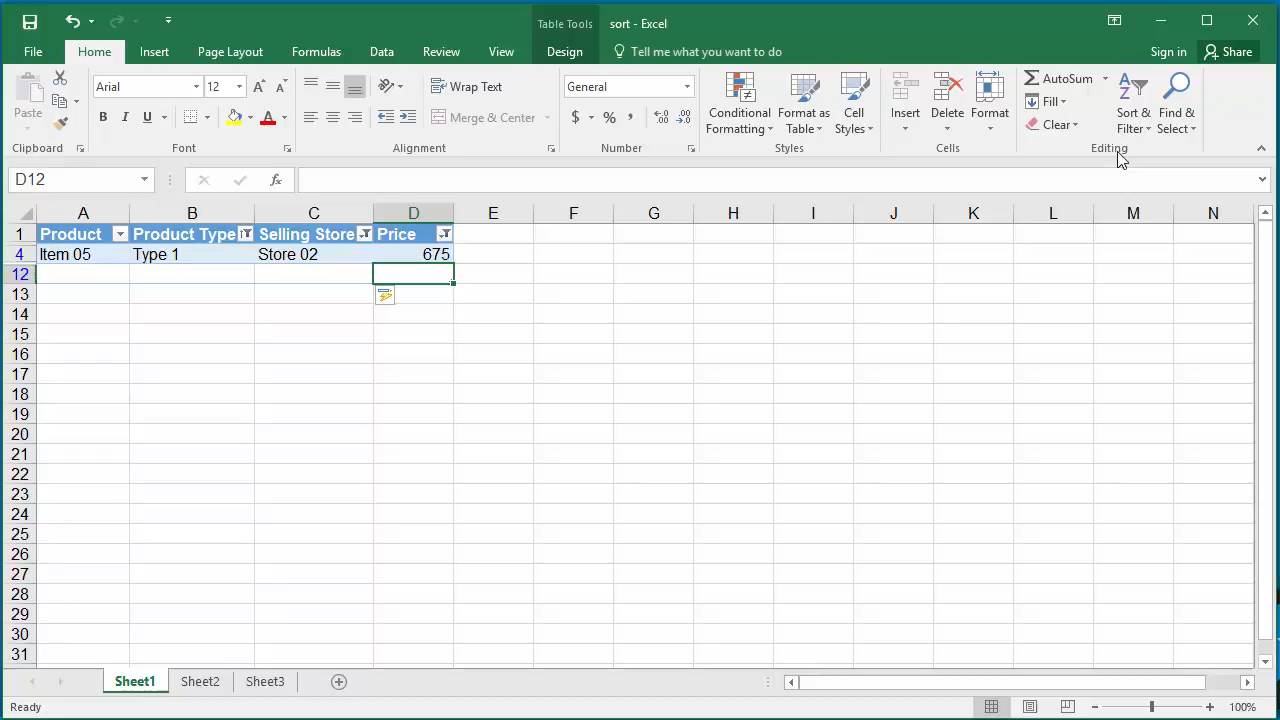 Table Tools
sort - Excel
File Home Insert Page Layout Formulas Data Review View Design Tell me what you want to do Sign in Share
Paste
Clipboard
Arial 12 A A
B I U A
Font
Wrap Text
Merge & Center
Alignment
General
$ % , .0 .00
Number
Conditional Formatting
Format as Table
Cell Styles
Styles
Insert
Delete
Format
Cells
AutoSum
Fill
Clear
Sort & Filter
Find & Select
Editing
D12 fx
A B C D E F G H I J K L M N
1 Product Product Type Selling Store Price
4 Item 05 Type 1 Store 02 675
12
13
14
15
16
17
18
19
20
21
22
23
24
25
26
27
28
29
30
31
Sheet1 Sheet2 Sheet3
Ready 100%